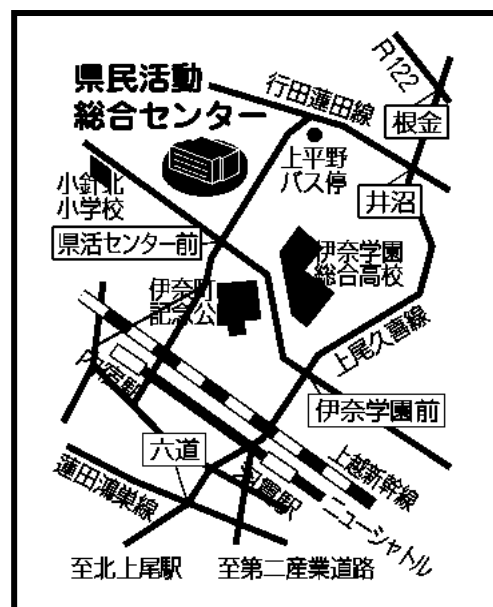 県民活動
総合センター
行田蓮田線
R122
根金
上平野
バス停
井沼
小針北
小学校
県活センター前
伊奈学園
総合高校
伊奈町
記念公
上尾久喜線
伊奈学園前
六道
上越新幹線
蓮田鴻巣線
ニューシャトル
至北上尾駅
至第二産業道路